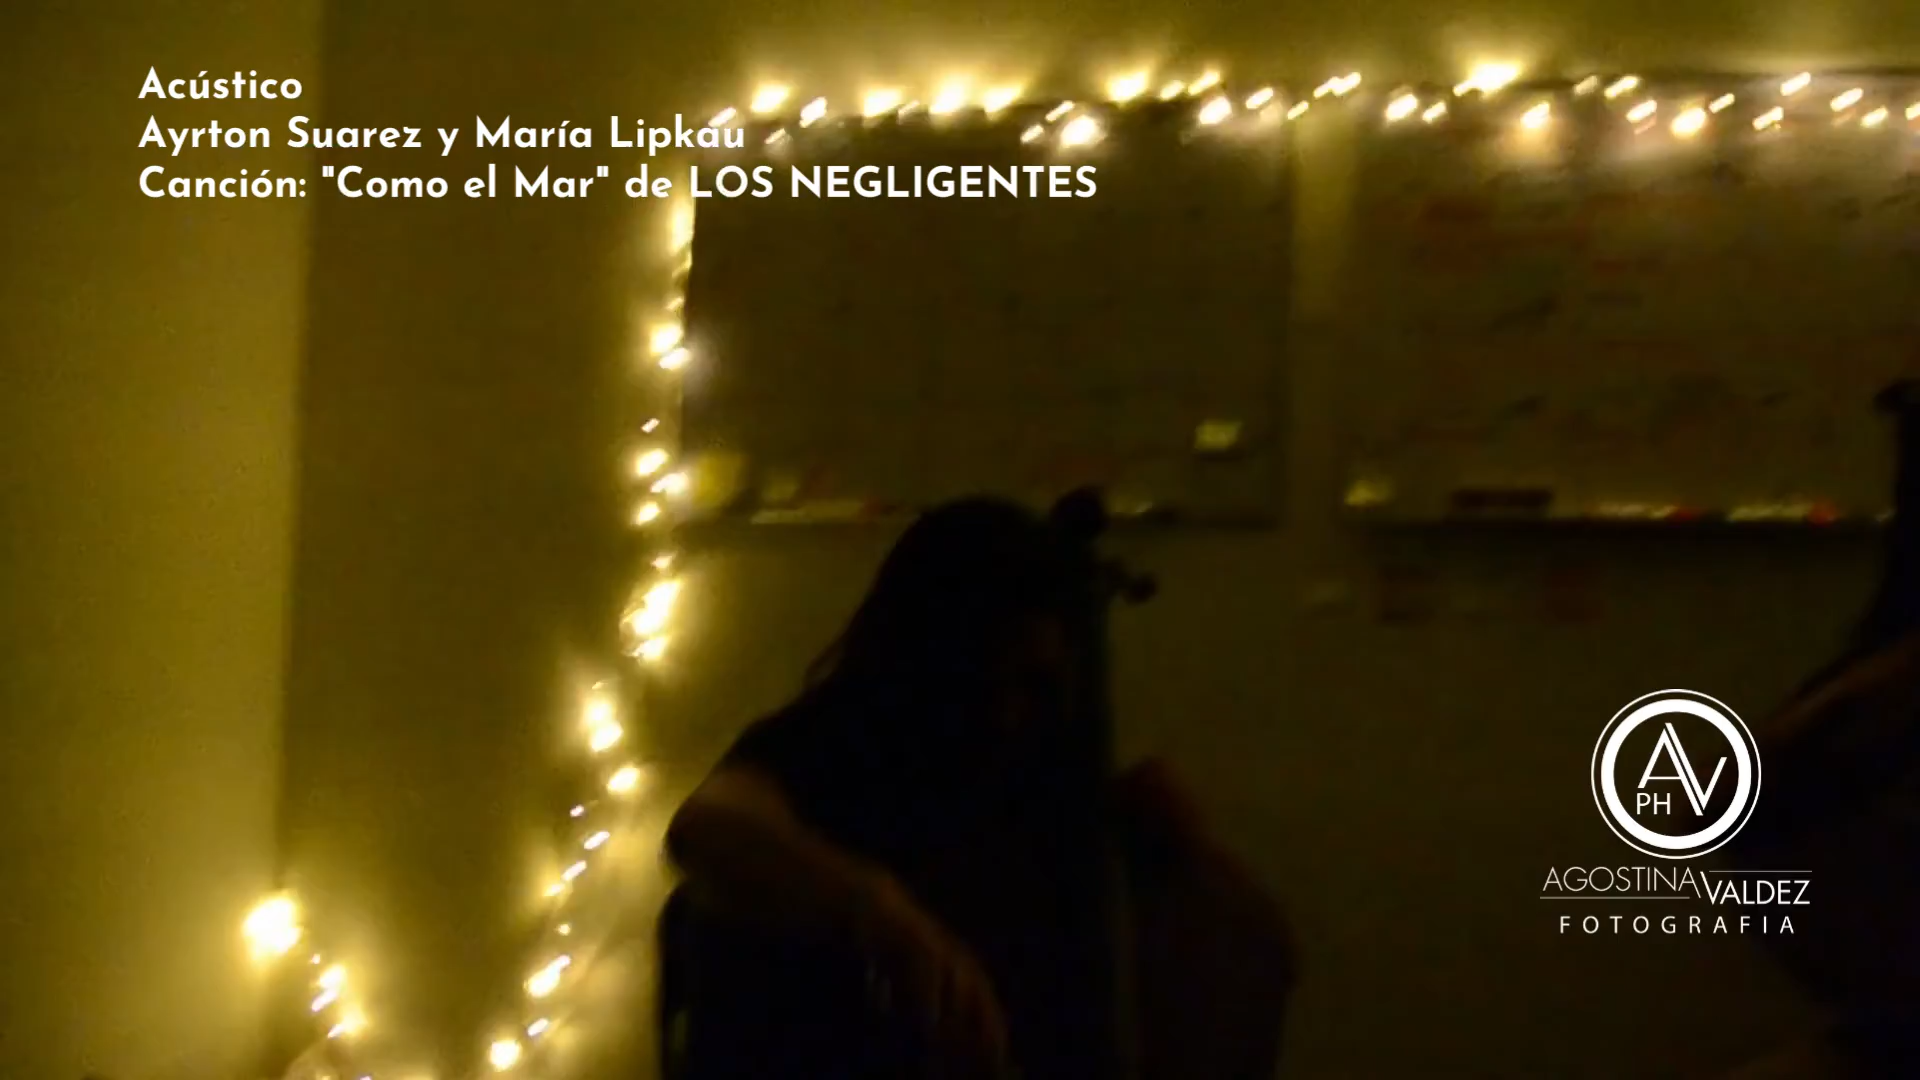 Acústico
Ayrton Suarez y María Lipkau
Canción: "Como el Mar" de LOS NEGLIGENTES
AV
PH
AGOSTINA VALDEZ
FOTOGRAFIA